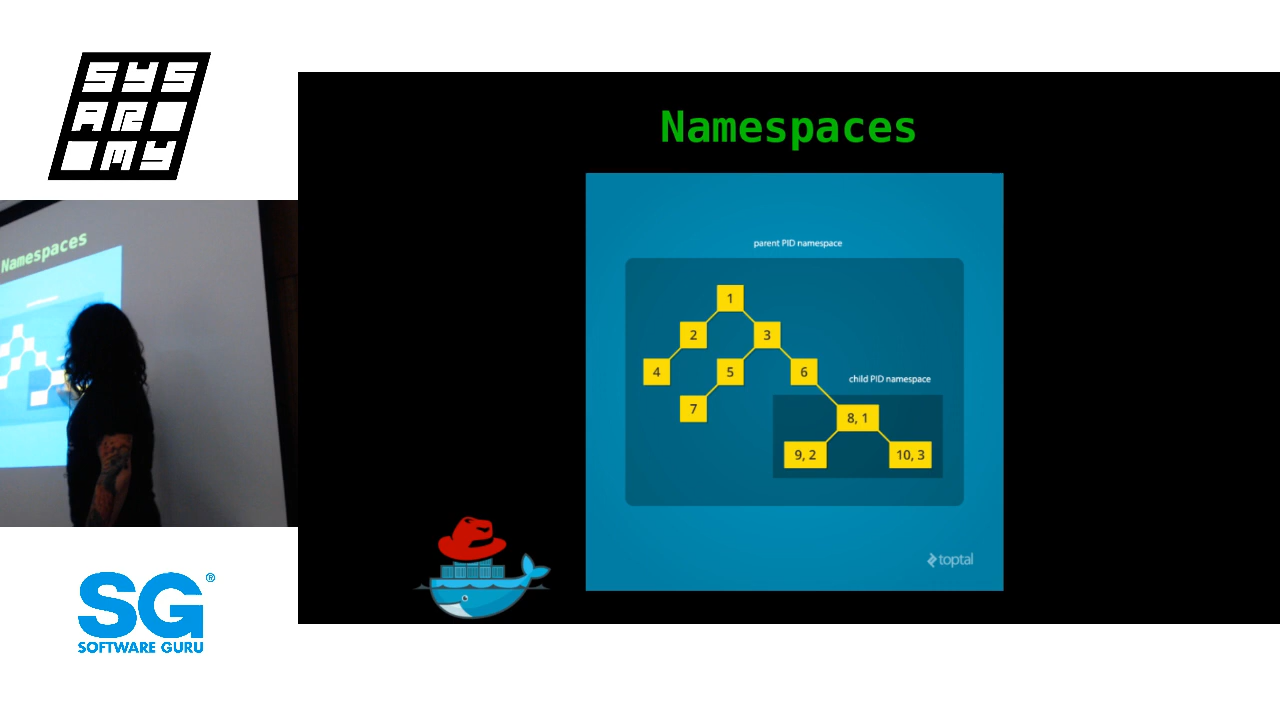 SYS
AR
MY
Namespaces
parent PID namespace
1
2
3
4
5
6
child PID namespace
7
8, 1
9, 2
10, 3
toptal
Namespaces
SG®
SOFTWARE GURU